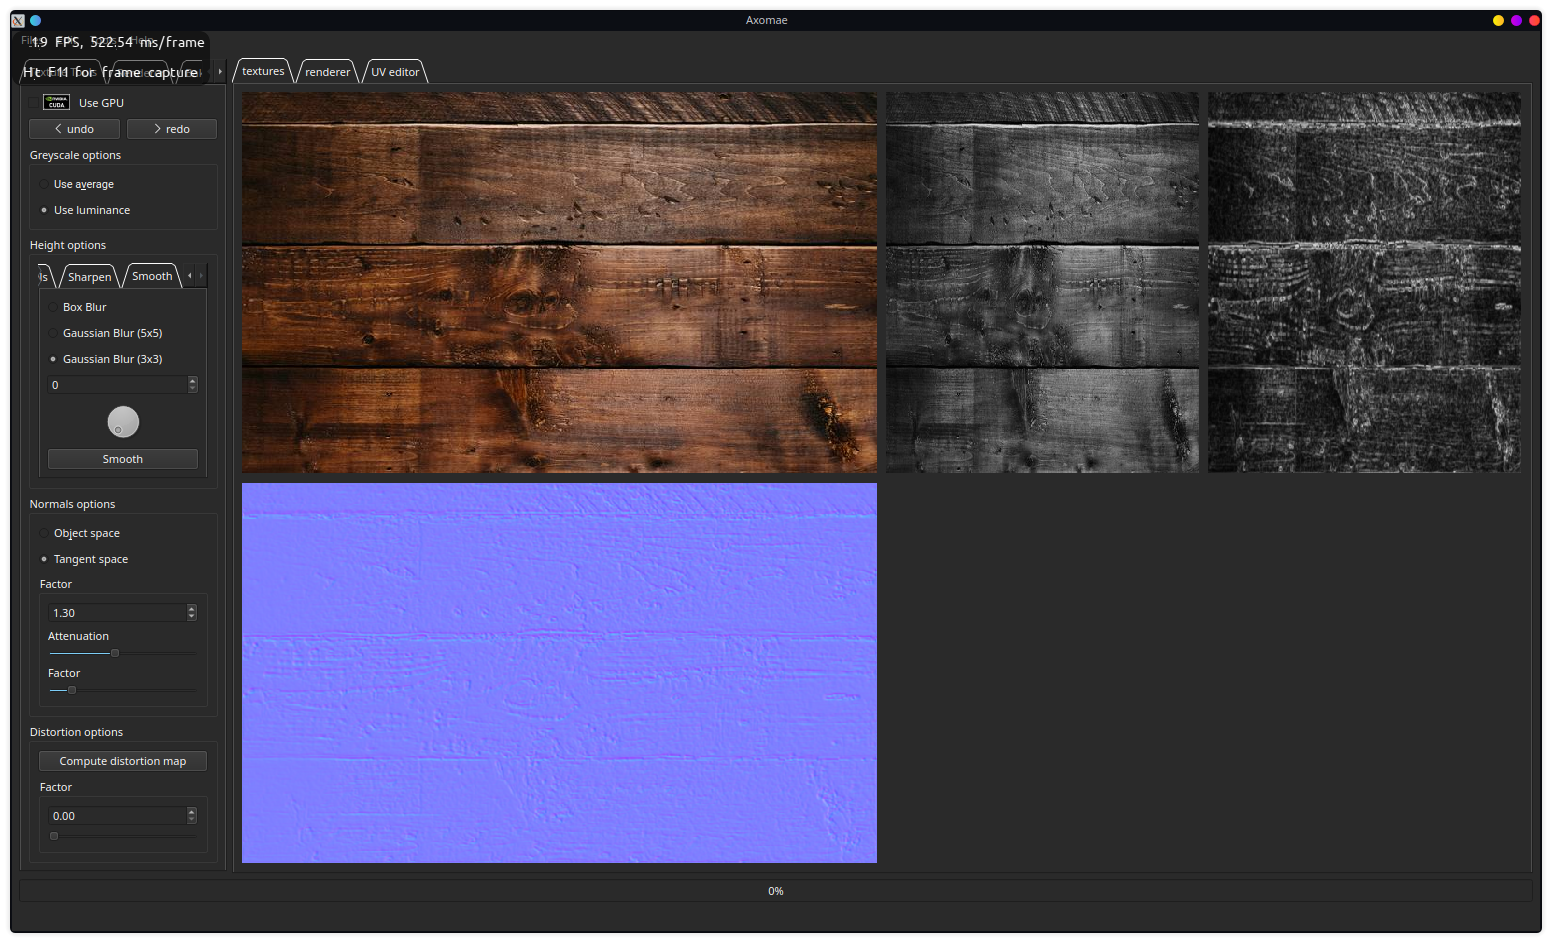 Axomae
1.9 FPS, 522.54 ms/frame
Hit F11 for frame capture
textures
renderer
UV editor
NVIDIA
CUDA
Use GPU
< undo
> redo
Greyscale options
Use average
Use luminance
Height options
ls
Sharpen
Smooth
Box Blur
Gaussian Blur (5x5)
Gaussian Blur (3x3)
0
Smooth
Normals options
Object space
Tangent space
Factor
1.30
Attenuation
Factor
Distortion options
Compute distortion map
Factor
0.00
0%